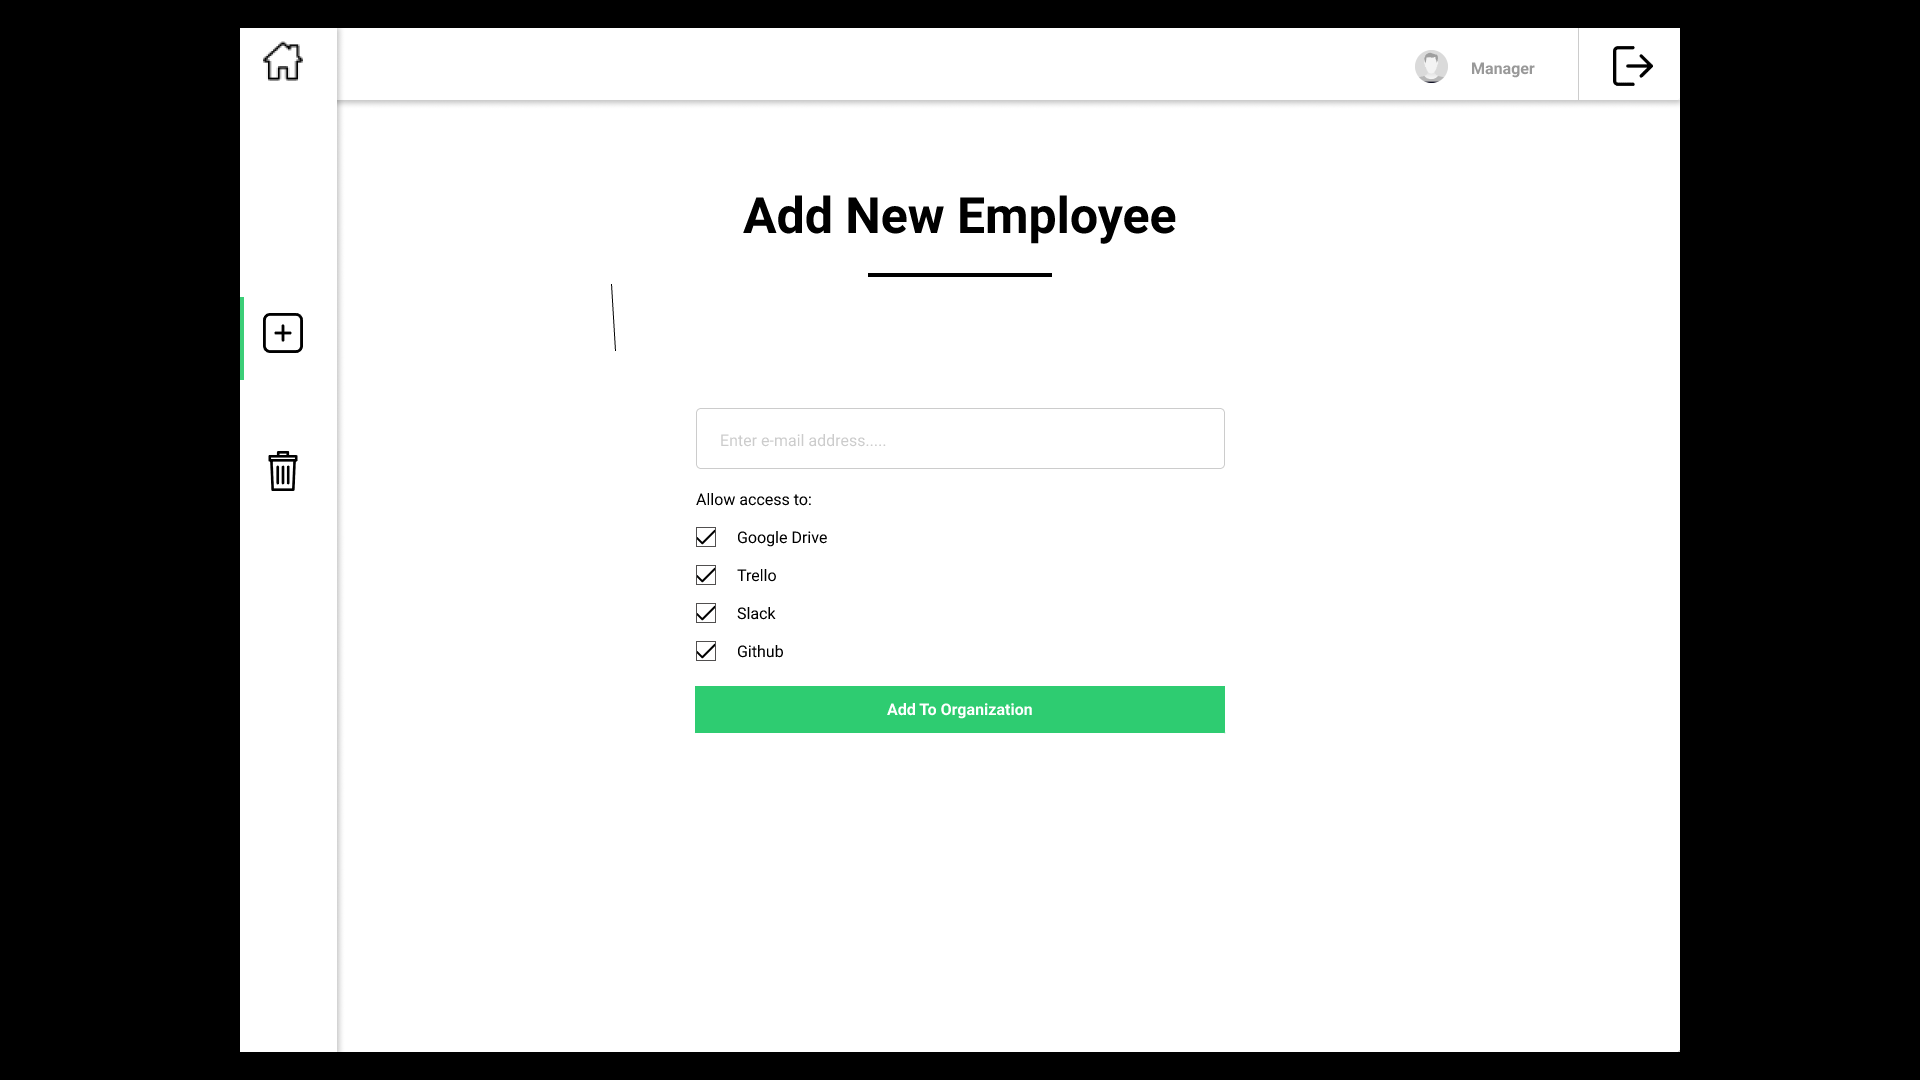 Manager
Add New Employee
Enter e-mail address.....
Allow access to:
Google Drive
Trello
Slack
Github
Add To Organization